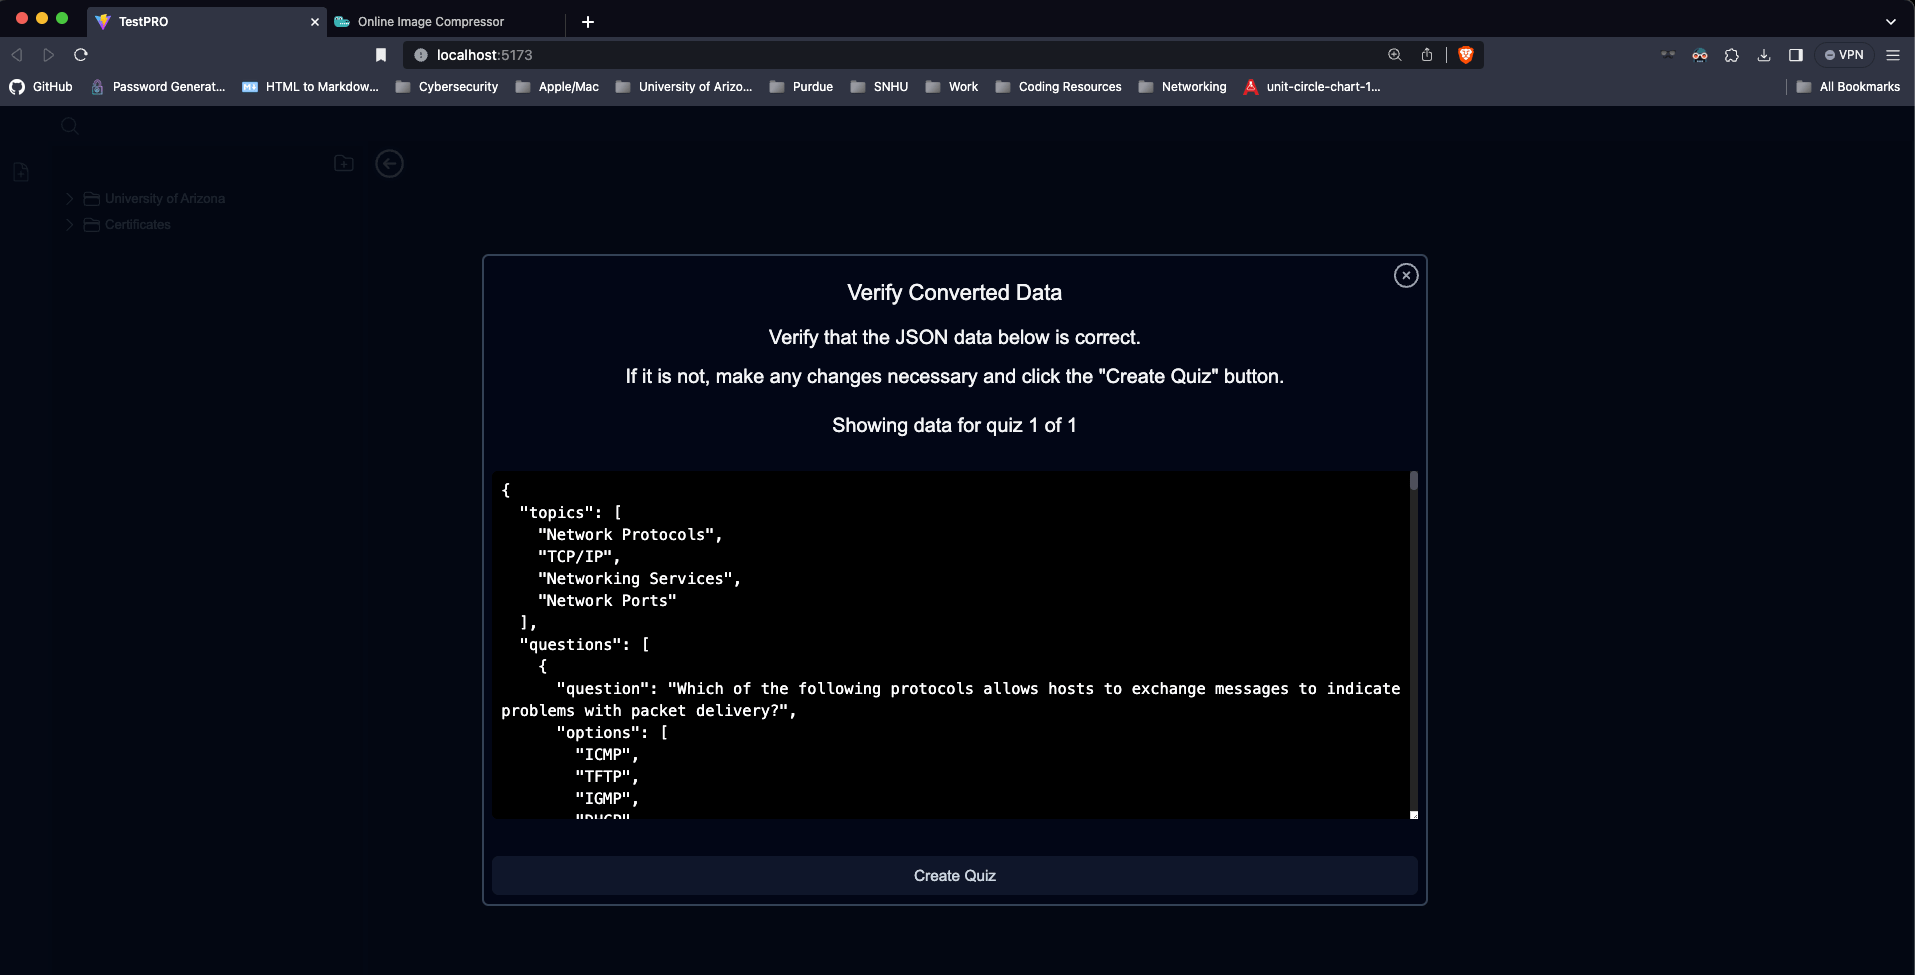 TestPRO
Online Image Compressor
localhost:5173
VPN
GitHub
Password Generat...
HTML to Markdow...
Cybersecurity
Apple/Mac
University of Arizo...
Purdue
SNHU
Work
Coding Resources
Networking
unit-circle-chart-1...
All Bookmarks
University of Arizona
Certificates
Verify Converted Data
Verify that the JSON data below is correct.
If it is not, make any changes necessary and click the "Create Quiz" button.
Showing data for quiz 1 of 1
{
"topics": [
"Network Protocols",
"TCP/IP",
"Networking Services",
"Network Ports"
],
"questions": [
{
"question": "Which of the following protocols allows hosts to exchange messages to indicate
problems with packet delivery?",
"options": [
"ICMP",
"TFTP",
"IGMP",
"DHCP"
Create Quiz